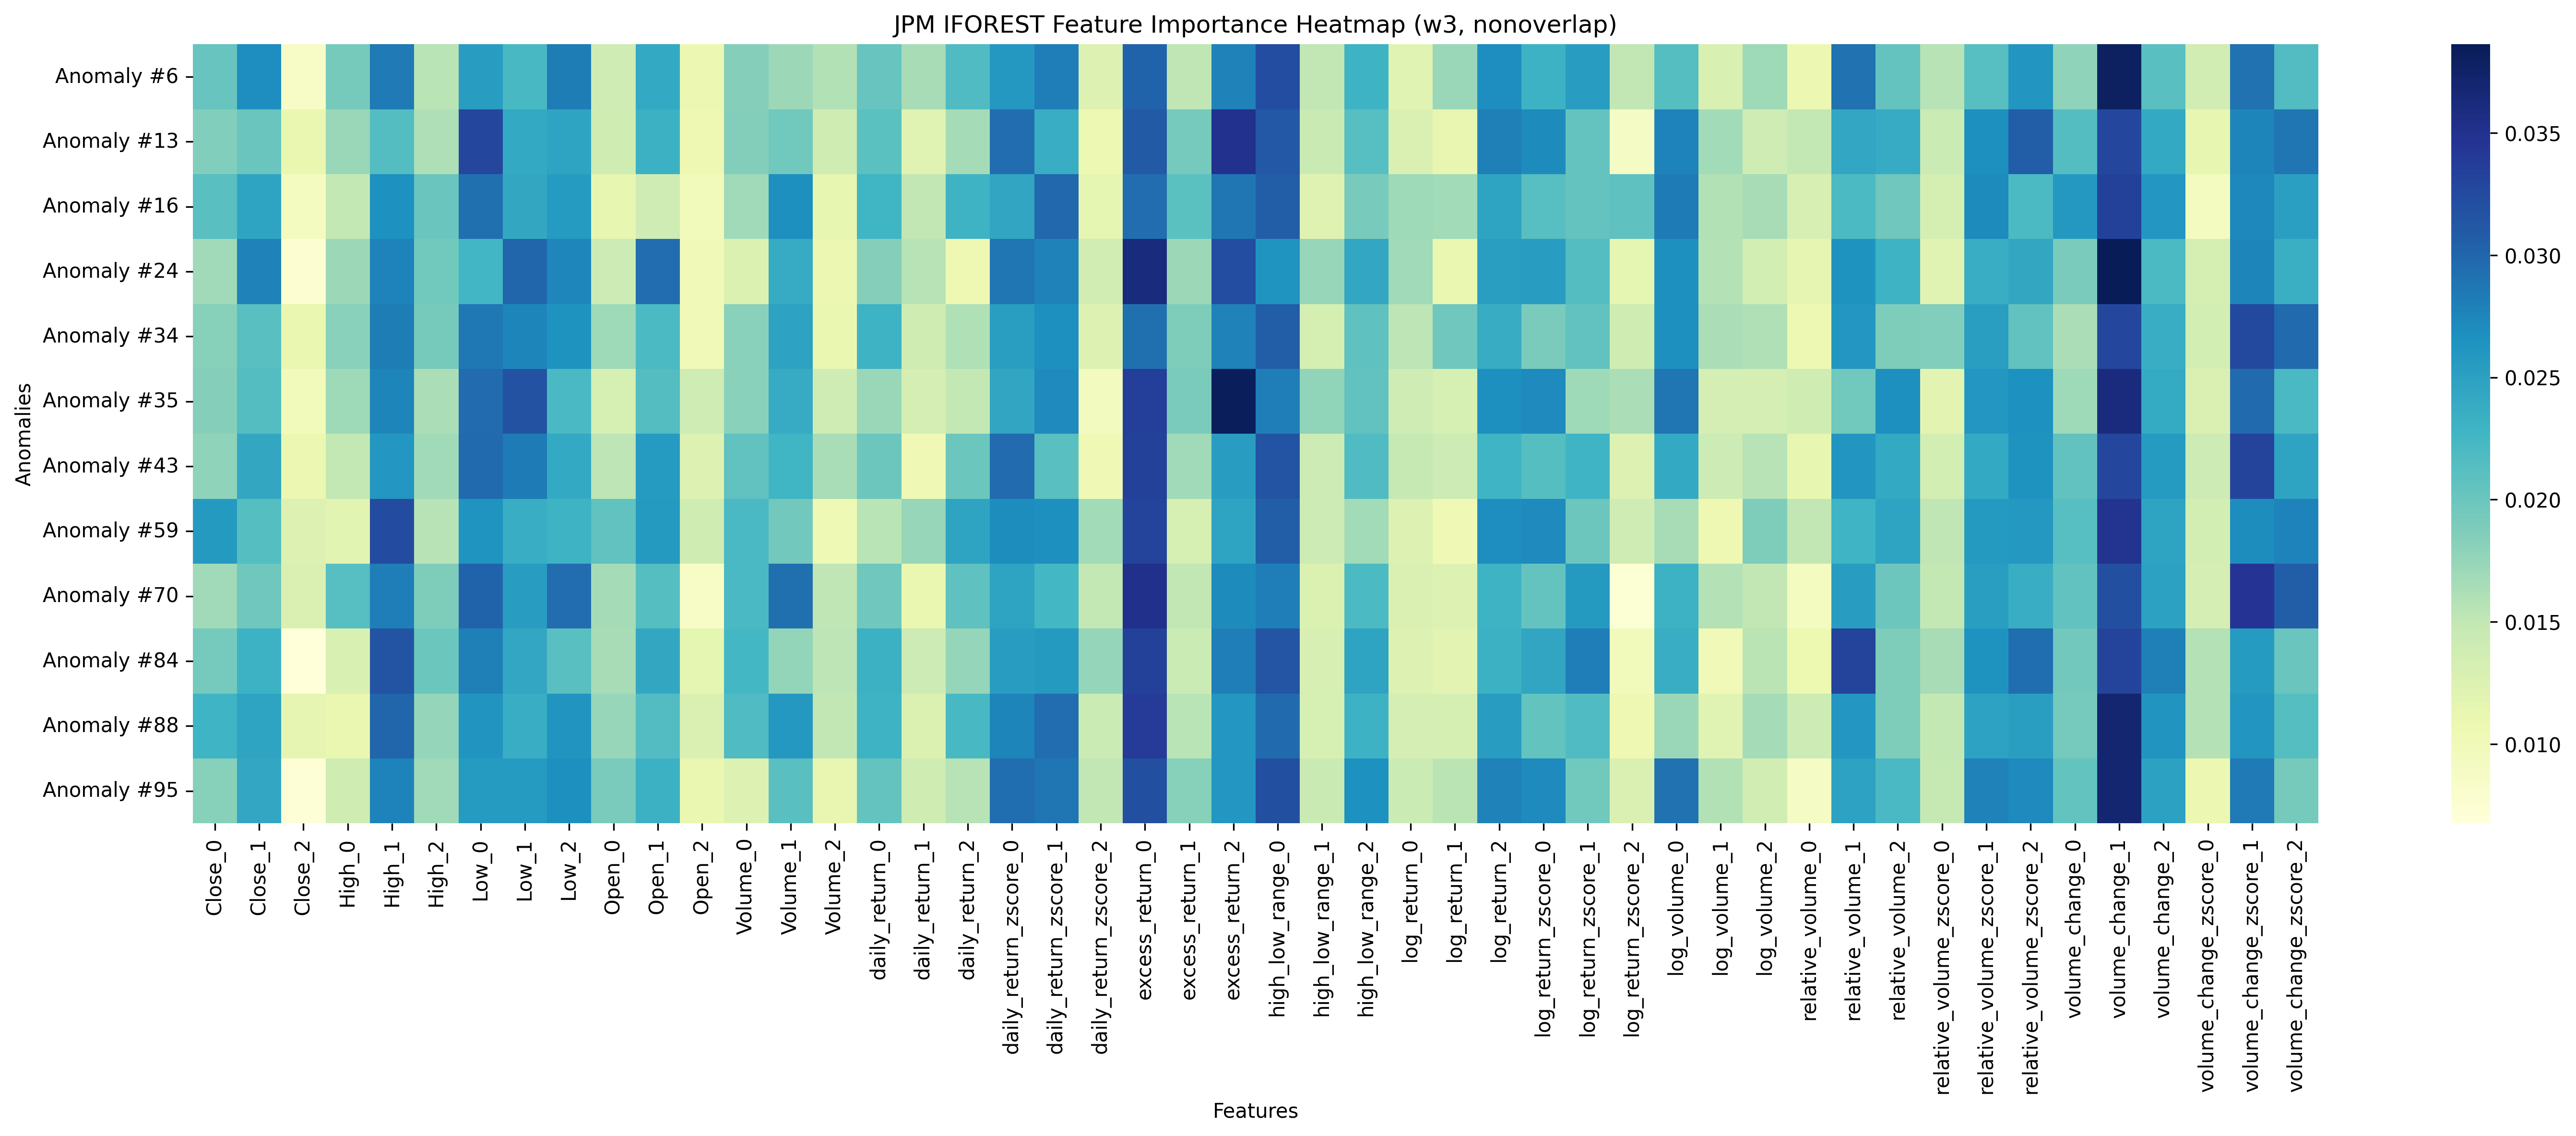 JPM IFOREST Feature Importance Heatmap (w3, nonoverlap)
Anomalies
Anomaly #6
Anomaly #13
Anomaly #16
Anomaly #24
Anomaly #34
Anomaly #35
Anomaly #43
Anomaly #59
Anomaly #70
Anomaly #84
Anomaly #88
Anomaly #95
0.035
0.030
0.025
0.020
0.015
0.010
Close_0
Close_1
Close_2
High_0
High_1
High_2
Low_0
Low_1
Low_2
Open_0
Open_1
Open_2
Volume_0
Volume_1
Volume_2
daily_return_0
daily_return_1
daily_return_2
daily_return_zscore_0
daily_return_zscore_1
daily_return_zscore_2
excess_return_0
excess_return_1
excess_return_2
high_low_range_0
high_low_range_1
high_low_range_2
log_return_0
log_return_1
log_return_2
log_return_zscore_0
log_return_zscore_1
log_return_zscore_2
log_volume_0
log_volume_1
log_volume_2
relative_volume_0
relative_volume_1
relative_volume_2
relative_volume_zscore_0
relative_volume_zscore_1
relative_volume_zscore_2
volume_change_0
volume_change_1
volume_change_2
volume_change_zscore_0
volume_change_zscore_1
volume_change_zscore_2
Features